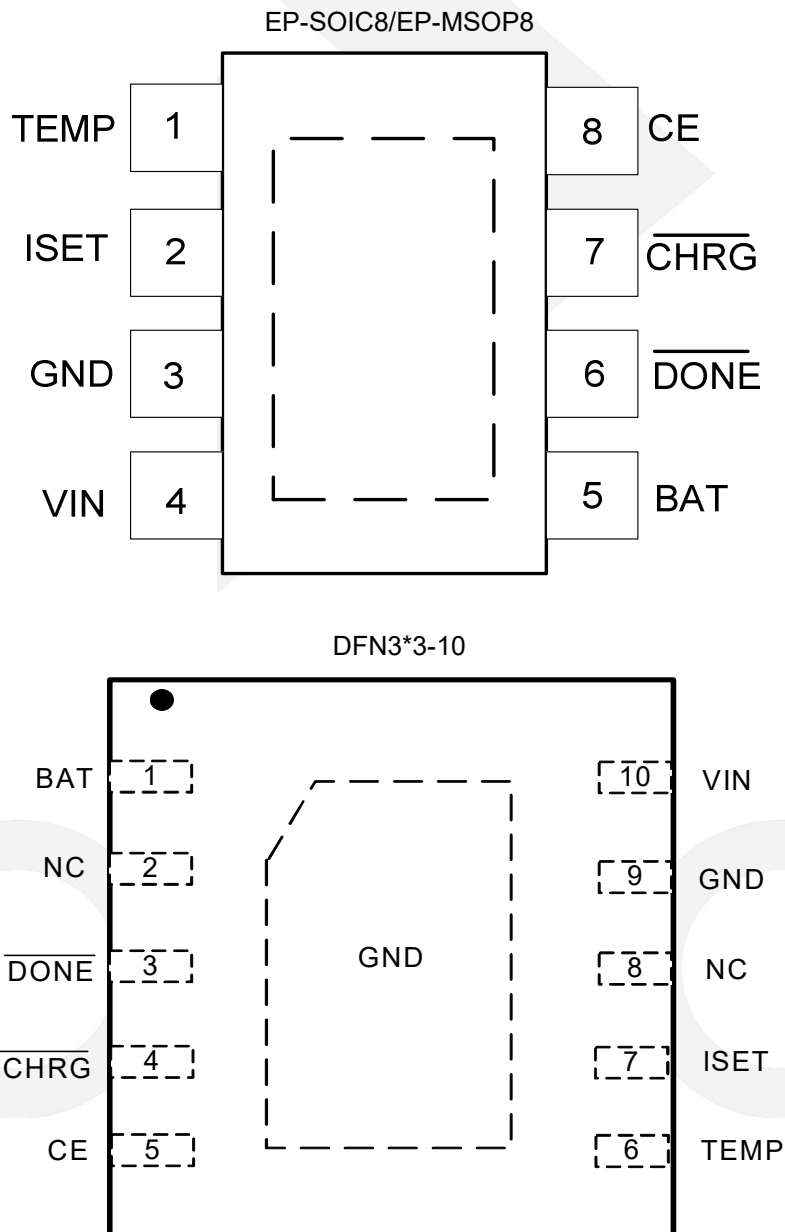 EP-SOIC8/EP-MSOP8
TEMP 1 8 CE
ISET 2 7 CHRG
GND 3 6 DONE
VIN 4 5 BAT
DFN3*3-10
BAT 1 10 VIN
NC 2 9 GND
DONE 3 GND 8 NC
CHRG 4 7 ISET
CE 5 6 TEMP